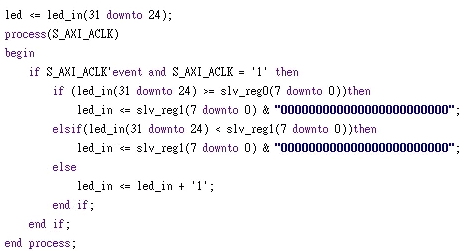 led <= led_in(31 downto 24);
process(S_AXI_ACLK)
begin
if S_AXI_ACLK'event and S_AXI_ACLK = '1' then
if (led_in(31 downto 24) >= slv_reg0(7 downto 0))then
led_in <= slv_reg1(7 downto 0) & "000000000000000000000000";
elsif(led_in(31 downto 24) < slv_reg1(7 downto 0))then
led_in <= slv_reg1(7 downto 0) & "000000000000000000000000";
else
led_in <= led_in + '1';
end if;
end if;
end process;